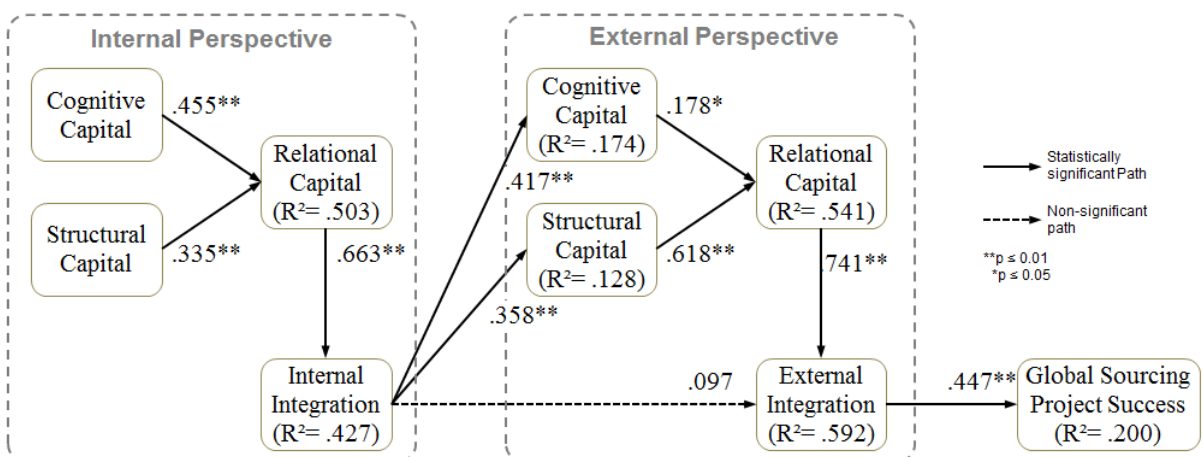 Internal Perspective
External Perspective
Cognitive
Capital
.455**
Relational
Capital
(R²= .503)
Structural
Capital
.335**
.663**
Internal
Integration
(R²= .427)
.417**
.358**
.097
Cognitive
Capital
(R²= .174)
.178*
Structural
Capital
(R²= .128)
.618**
Relational
Capital
(R²= .541)
.741**
External
Integration
(R²= .592)
.447**
Global Sourcing
Project Success
(R²= .200)
Statistically
significant Path
Non-significant
path
**p ≤ 0.01
*p ≤ 0.05